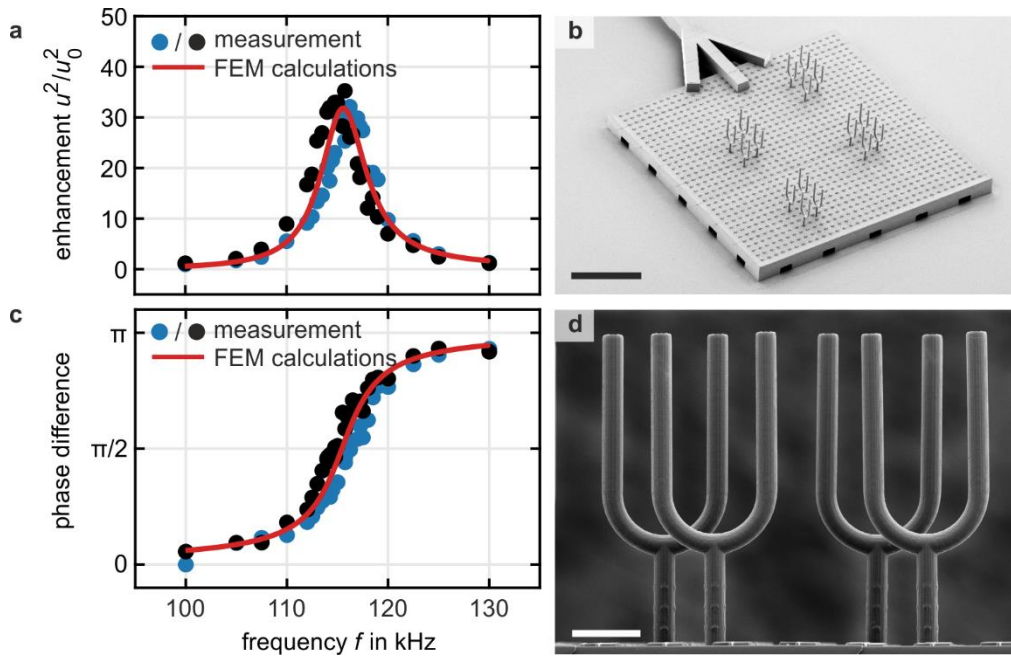 a
50
40
30
20
10
0
enhancement u²/u₀²
/ measurement
FEM calculations
b
c
π
π/2
0
phase difference
/ measurement
FEM calculations
100 110 120 130
frequency f in kHz
d